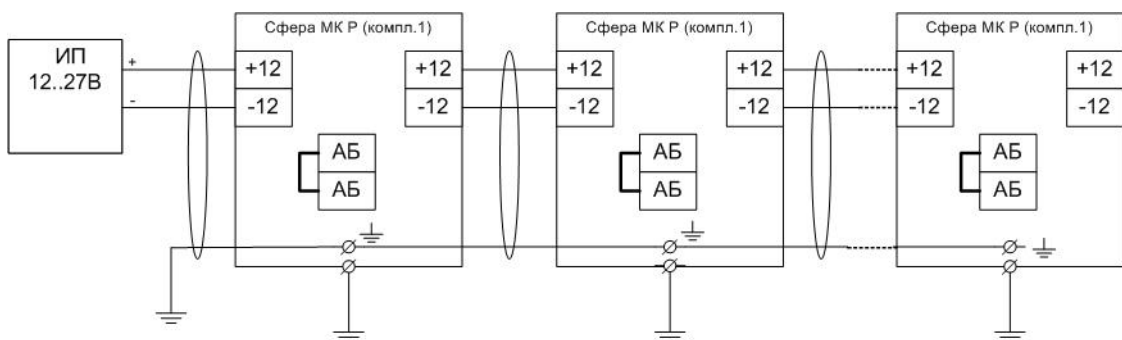 Сфера МК Р (компл.1)
Сфера МК Р (компл.1)
Сфера МК Р (компл.1)
ИП
12..27В
+
-
+12
-12
+12
-12
+12
-12
+12
-12
+12
-12
+12
-12
АБ
АБ
АБ
АБ
АБ
АБ